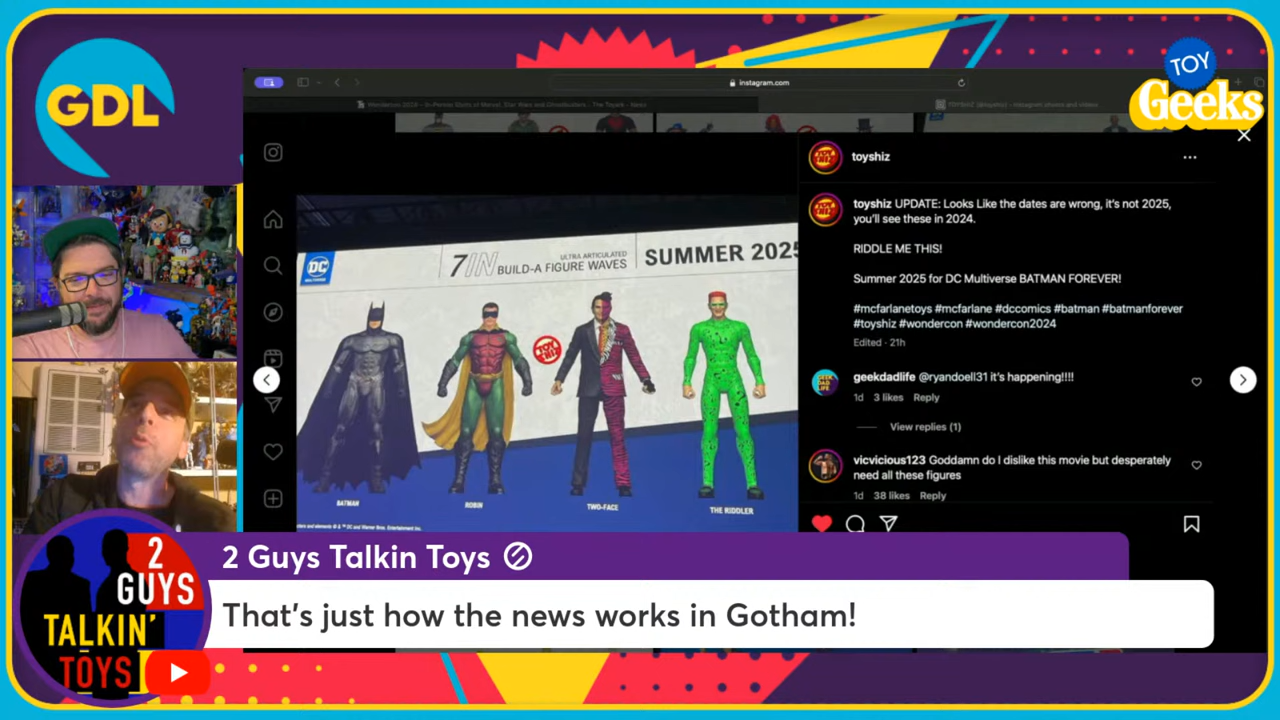 GDL
TOY
Geeks
instagram.com
toyshiz
toyshiz UPDATE: Looks Like the dates are wrong, it's not 2025,
you'll see these in 2024.
RIDDLE ME THIS!
Summer 2025 for DC Multiverse BATMAN FOREVER!
#mcfarlanetoys #mcfarlane #dccomics #batman #batmanforever
#toyshiz #wondercon #wondercon2024
Edited · 21h
geekdadlife @ryandoell31 it's happening!!!!
1d 3 likes Reply
View replies (1)
vicvicious123 Goddamn do I dislike this movie but desperately
need all these figures
1d 38 likes Reply
DC
7IN
ULTRA ARTICULATED
BUILD-A FIGURE WAVES
SUMMER 2025
TOY SHIZ
BATMAN
ROBIN
TWO-FACE
THE RIDDLER
2 Guys Talkin Toys
That's just how the news works in Gotham!
2
GUYS
TALKIN'
TOYS